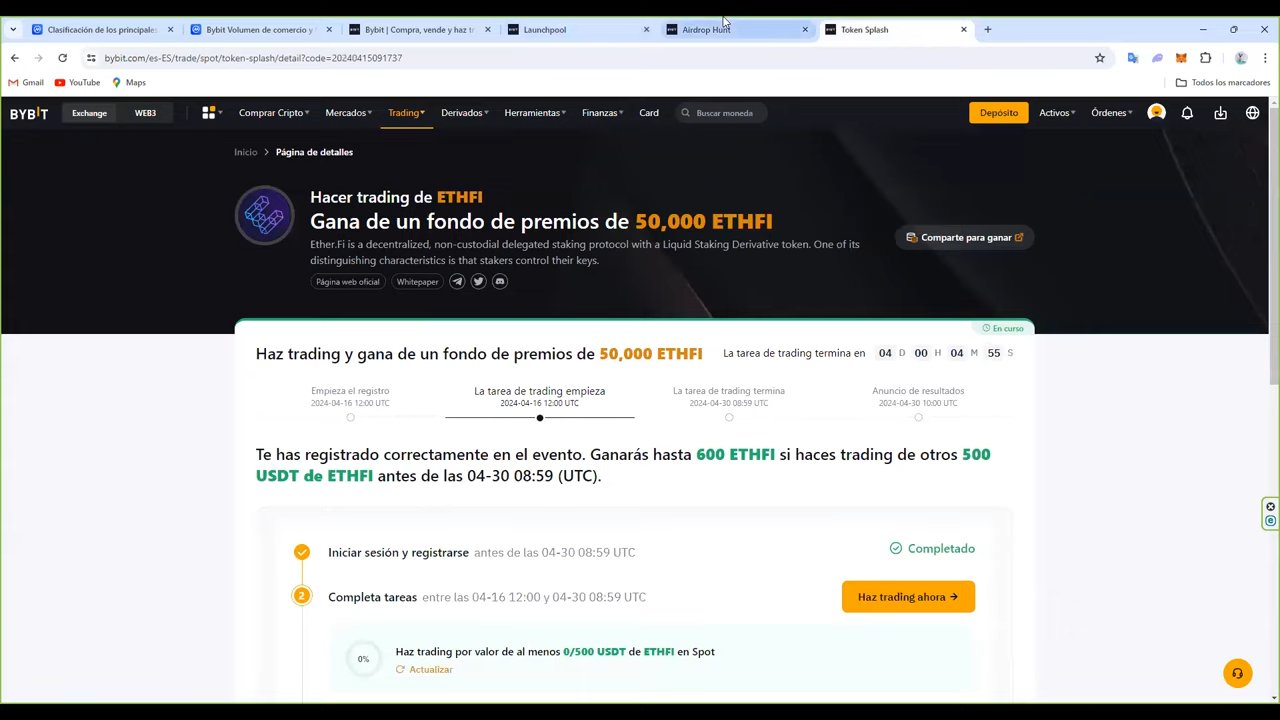 Clasificación de los principales
Bybit Volumen de comercio y
Bybit | Compra, vende y haz tr
Launchpool
Airdrop Hunt
Token Splash
bybit.com/es-ES/trade/spot/token-splash/detail?code=20240415091737
Gmail
YouTube
Maps
Todos los marcadores
BYBIT
Exchange
WEB3
Comprar Cripto
Mercados
Trading
Derivados
Herramientas
Finanzas
Card
Buscar moneda
Depósito
Activos
Órdenes
Inicio > Página de detalles
Hacer trading de ETHFI
Gana de un fondo de premios de 50,000 ETHFI
Ether.Fi is a decentralized, non-custodial delegated staking protocol with a Liquid Staking Derivative token. One of its
distinguishing characteristics is that stakers control their keys.
Comparte para ganar
Página web oficial
Whitepaper
En curso
Haz trading y gana de un fondo de premios de 50,000 ETHFI
La tarea de trading termina en 04 D 00 H 04 M 55 S
Empieza el registro
2024-04-16 12:00 UTC
La tarea de trading empieza
2024-04-16 12:00 UTC
La tarea de trading termina
2024-04-30 08:59 UTC
Anuncio de resultados
2024-04-30 10:00 UTC
Te has registrado correctamente en el evento. Ganarás hasta 600 ETHFI si haces trading de otros 500
USDT de ETHFI antes de las 04-30 08:59 (UTC).
Iniciar sesión y registrarse antes de las 04-30 08:59 UTC
Completado
2 Completa tareas entre las 04-16 12:00 y 04-30 08:59 UTC
Haz trading ahora →
0%
Haz trading por valor de al menos 0/500 USDT de ETHFI en Spot
Actualizar